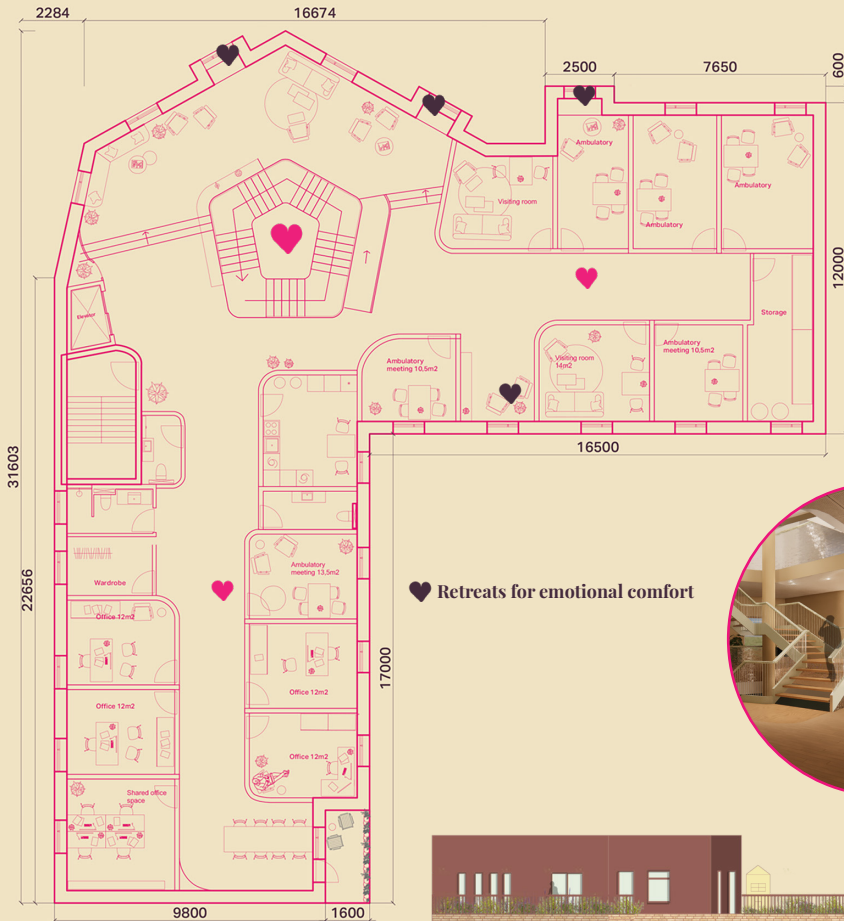 2284
16674
2500
7650
600
Ambulatory
Ambulatory
Visiting room
Ambulatory
12000
Elevator
Storage
Ambulatory
meeting 10,5m2
Visiting room
14m2
Ambulatory
meeting 10,5m2
16500
31603
22656
Wardrobe
Ambulatory
meeting 13,5m2
Retreats for emotional comfort
Office 12m2
17000
Office 12m2
Office 12m2
Office 12m2
Shared office
space
9800
1600